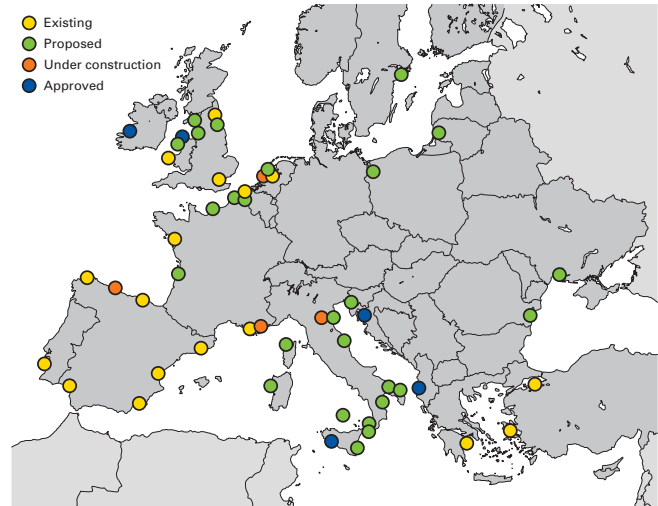 Existing
Proposed
Under construction
Approved